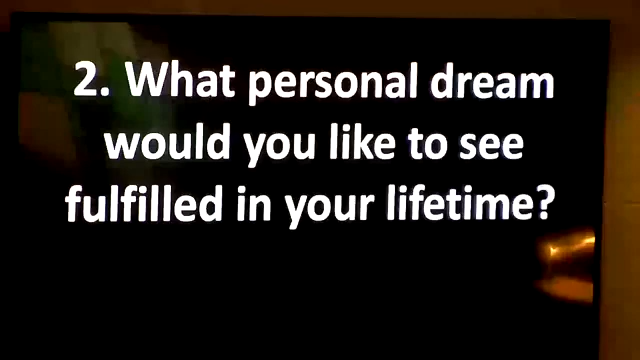 2. What personal dream
would you like to see
fulfilled in your lifetime?